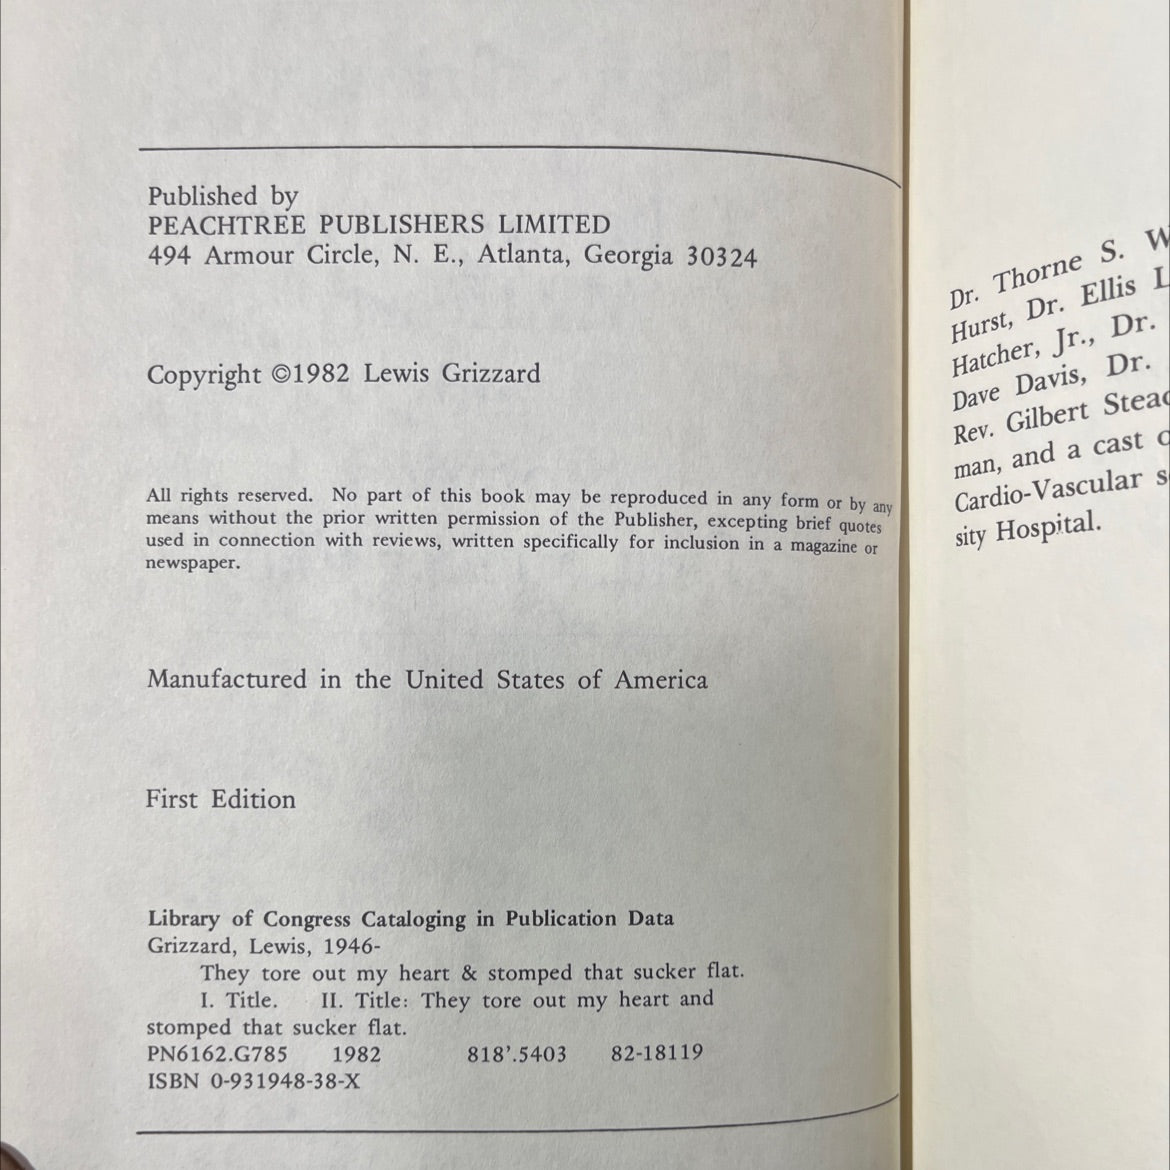 Published by
PEACHTREE PUBLISHERS LIMITED
494 Armour Circle, N. E., Atlanta, Georgia 30324
Copyright ©1982 Lewis Grizzard
All rights reserved. No part of this book may be reproduced in any form or by any
means without the prior written permission of the Publisher, excepting brief quotes
used in connection with reviews, written specifically for inclusion in a magazine or
newspaper.
Manufactured in the United States of America
First Edition
Library of Congress Cataloging in Publication Data
Grizzard, Lewis, 1946-
They tore out my heart & stomped that sucker flat.
I. Title. II. Title: They tore out my heart and
stomped that sucker flat.
PN6162.G785 1982 818'.5403 82-18119
ISBN 0-931948-38-X
Dr. Thorne S. W
Hurst, Dr. Ellis L
Hatcher, Jr., Dr.
Dave Davis, Dr.
Rev. Gilbert Stead
man, and a cast
Cardio-Vascular s
sity Hospital.